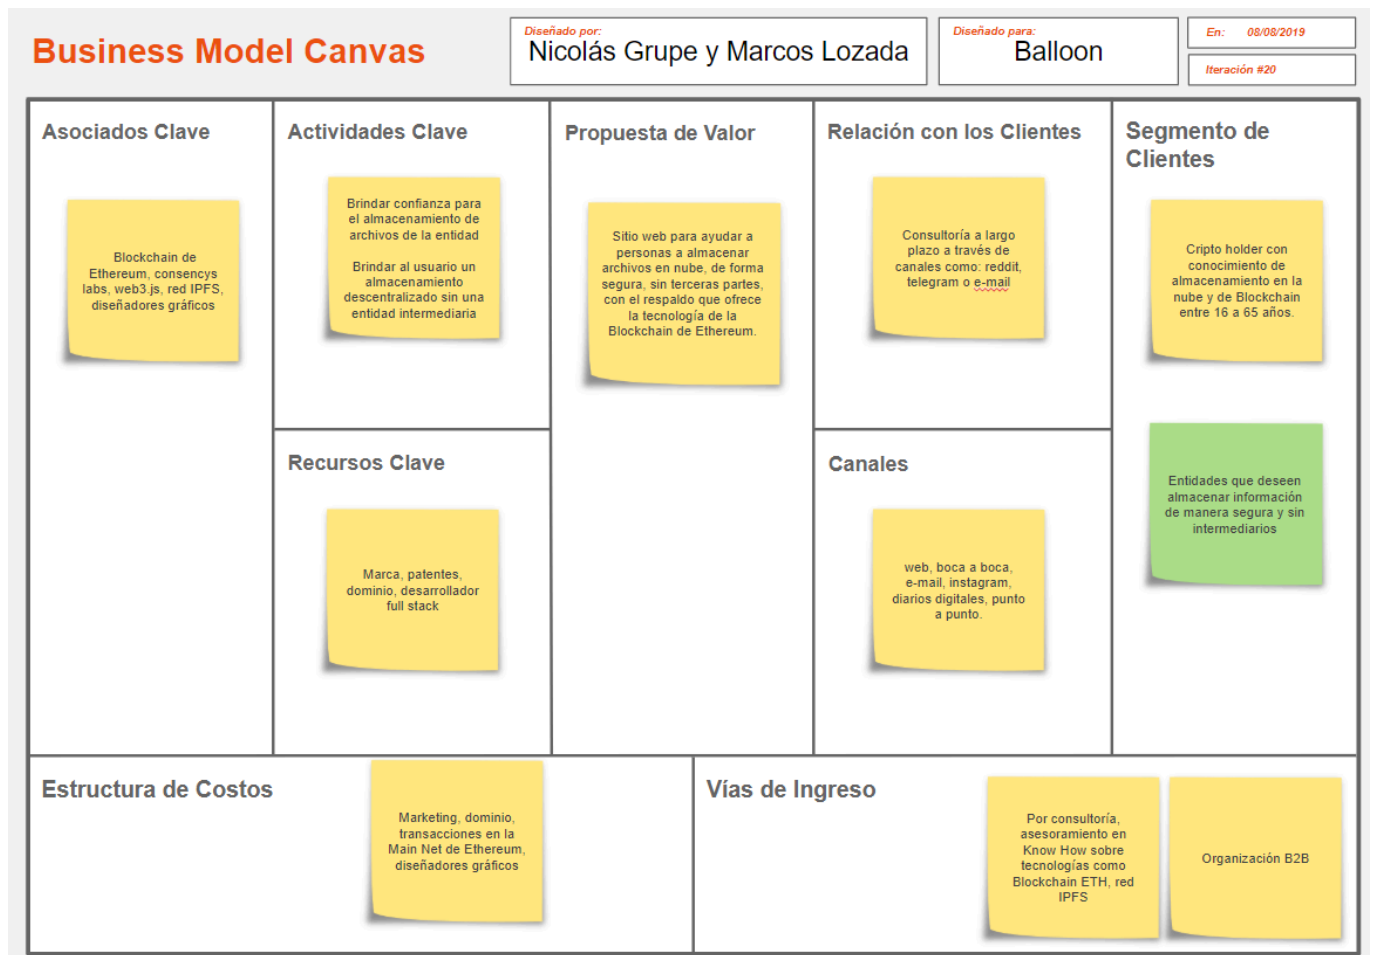 Business Model Canvas
Diseñado por:
Nicolás Grupe y Marcos Lozada
Diseñado para:
Balloon
En: 08/08/2019
Iteración #20
Asociados Clave
Blockchain de
Ethereum, consencys
labs, web3.js, red IPFS,
diseñadores gráficos
Actividades Clave
Brindar confianza para
el almacenamiento de
archivos de la entidad
Brindar al usuario un
almacenamiento
descentralizado sin una
entidad intermediaria
Recursos Clave
Marca, patentes,
dominio, desarrollador
full stack
Propuesta de Valor
Sitio web para ayudar a
personas a almacenar
archivos en nube, de forma
segura, sin terceras partes,
con el respaldo que ofrece
la tecnología de la
Blockchain de Ethereum.
Relación con los Clientes
Consultoría a largo
plazo a través de
canales como: reddit,
telegram o e-mail
Canales
web, boca a boca,
e-mail, instagram,
diarios digitales, punto
a punto.
Segmento de
Clientes
Cripto holder con
conocimiento de
almacenamiento en la
nube y de Blockchain
entre 16 a 65 años.
Entidades que deseen
almacenar información
de manera segura y sin
intermediarios
Estructura de Costos
Marketing, dominio,
transacciones en la
Main Net de Ethereum,
diseñadores gráficos
Vías de Ingreso
Por consultoría,
asesoramiento en
Know How sobre
tecnologías como
Blockchain ETH, red
IPFS
Organización B2B